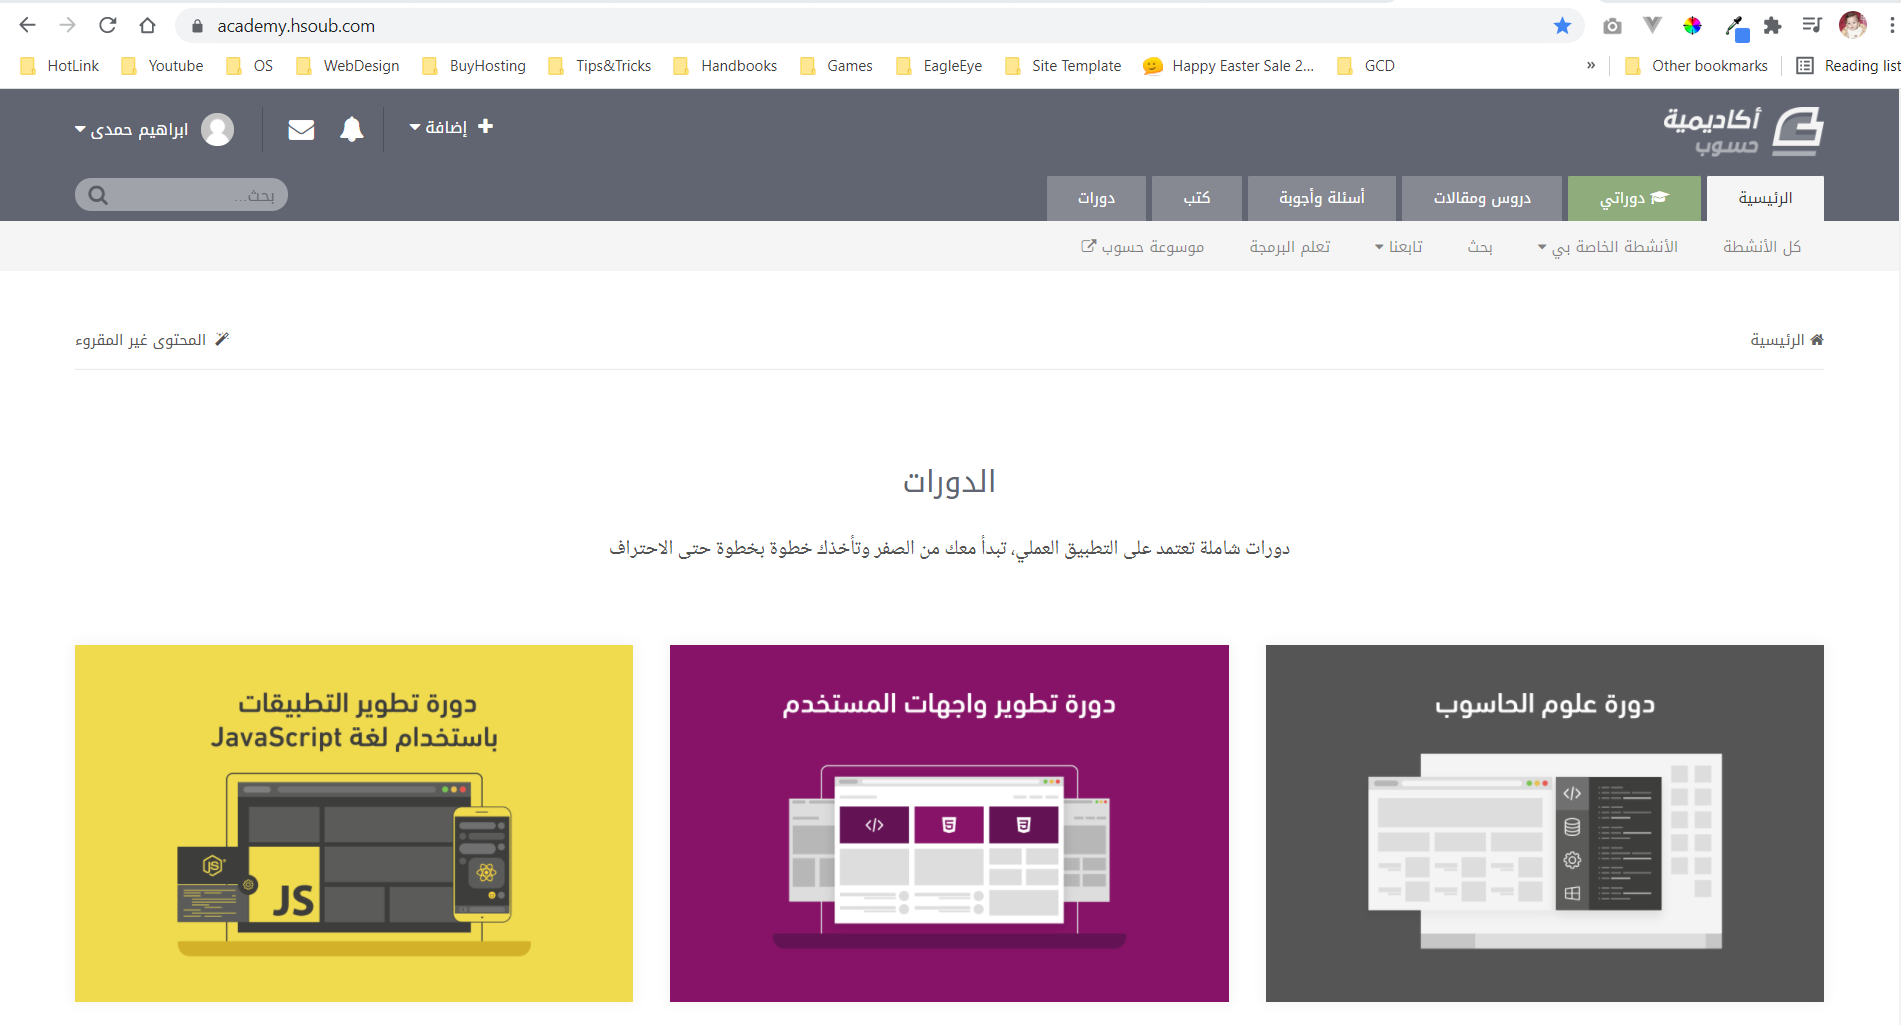 academy.hsoub.com
HotLink
Youtube
OS
WebDesign
BuyHosting
Tips&Tricks
Handbooks
Games
EagleEye
Site Template
Happy Easter Sale 2...
GCD
»
Other bookmarks
Reading list
أكاديمية
حسوب
إضافة
ابراهيم حمدى
الرئيسية
دوراتي
دروس ومقالات
أسئلة وأجوبة
كتب
دورات
بحث...
كل الأنشطة
الأنشطة الخاصة بي
بحث
تابعنا
تعلم البرمجة
موسوعة حسوب
الرئيسية
المحتوى غير المقروء
الدورات
دورات شاملة تعتمد على التطبيق العملي، تبدأ معك من الصفر وتأخذك خطوة بخطوة حتى الاحتراف
دورة علوم الحاسوب
دورة تطوير واجهات المستخدم
دورة تطوير التطبيقات
باستخدام لغة JavaScript
JS
JS